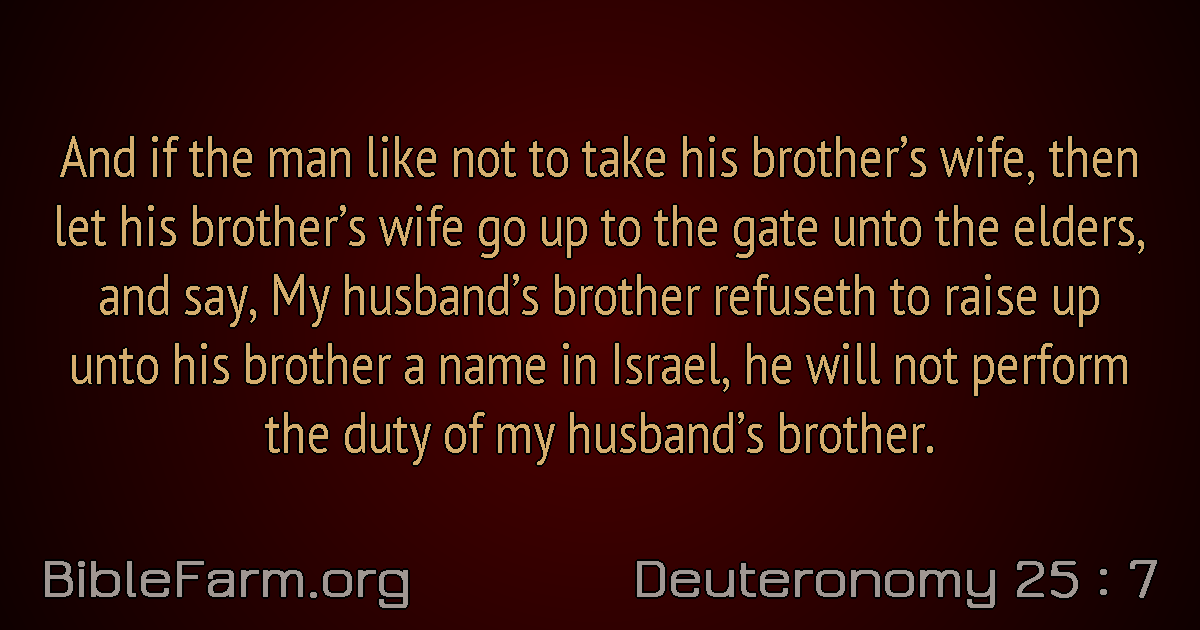 And if the man like not to take his brother’s wife, then
let his brother’s wife go up to the gate unto the elders,
and say, My husband’s brother refuseth to raise up
unto his brother a name in Israel, he will not perform
the duty of my husband’s brother.
BibleFarm.org
Deuteronomy 25 : 7